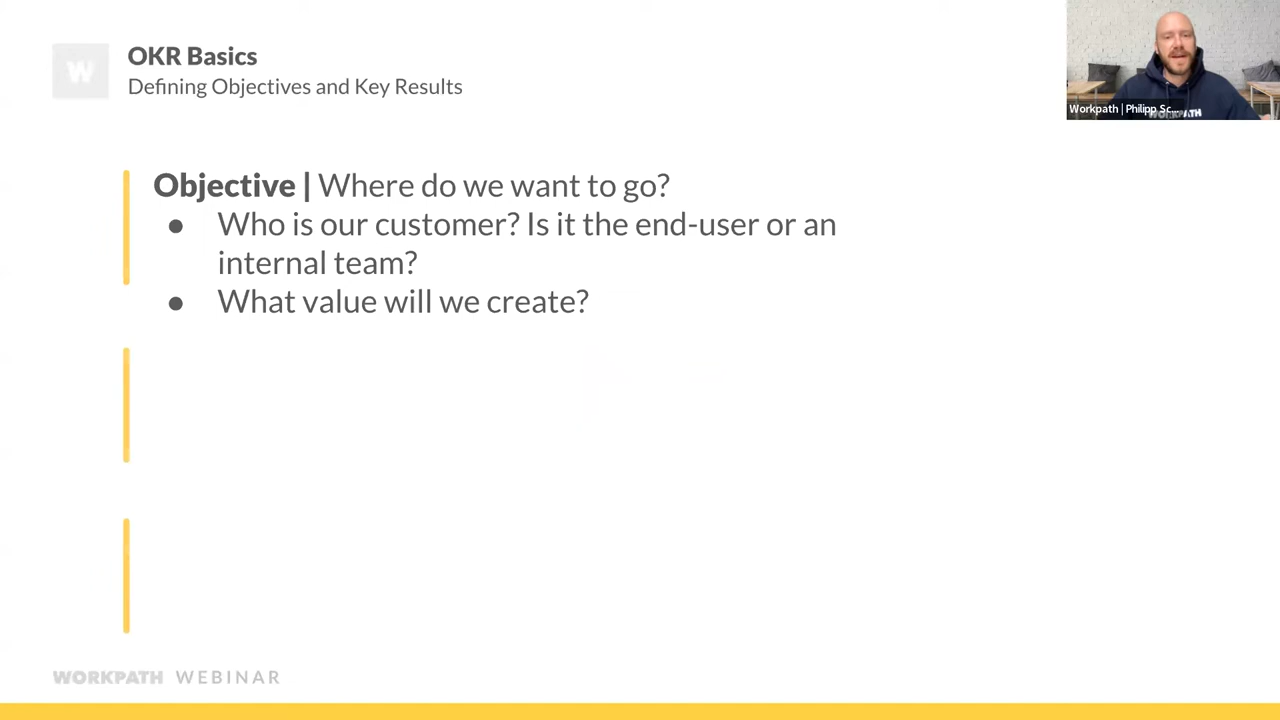 W
OKR Basics
Defining Objectives and Key Results
Workpath | Philipp Sc...
WORKPATH
Objective | Where do we want to go?
● Who is our customer? Is it the end-user or an
internal team?
● What value will we create?
WORKPATH WEBINAR